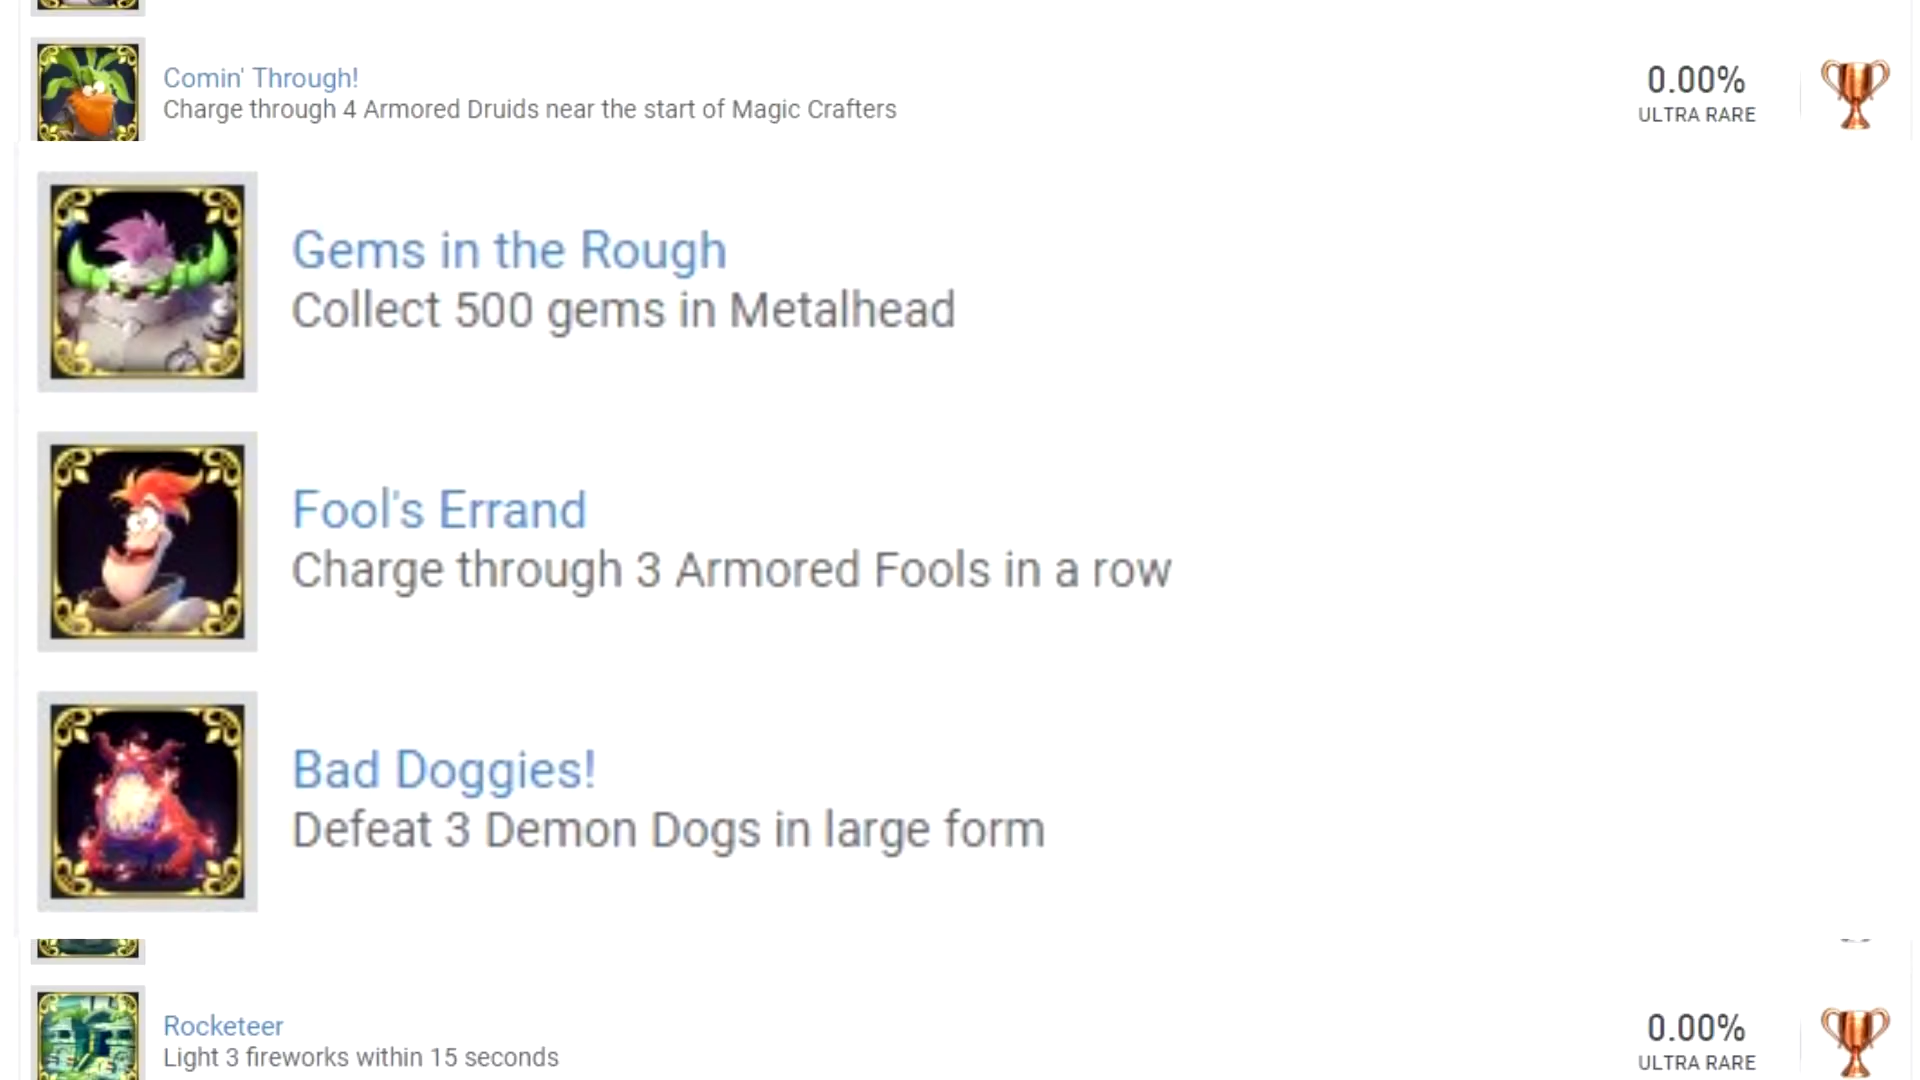 Comin' Through!
Charge through 4 Armored Druids near the start of Magic Crafters
0.00%
ULTRA RARE
Gems in the Rough
Collect 500 gems in Metalhead
Fool's Errand
Charge through 3 Armored Fools in a row
Bad Doggies!
Defeat 3 Demon Dogs in large form
Rocketeer
Light 3 fireworks within 15 seconds
0.00%
ULTRA RARE